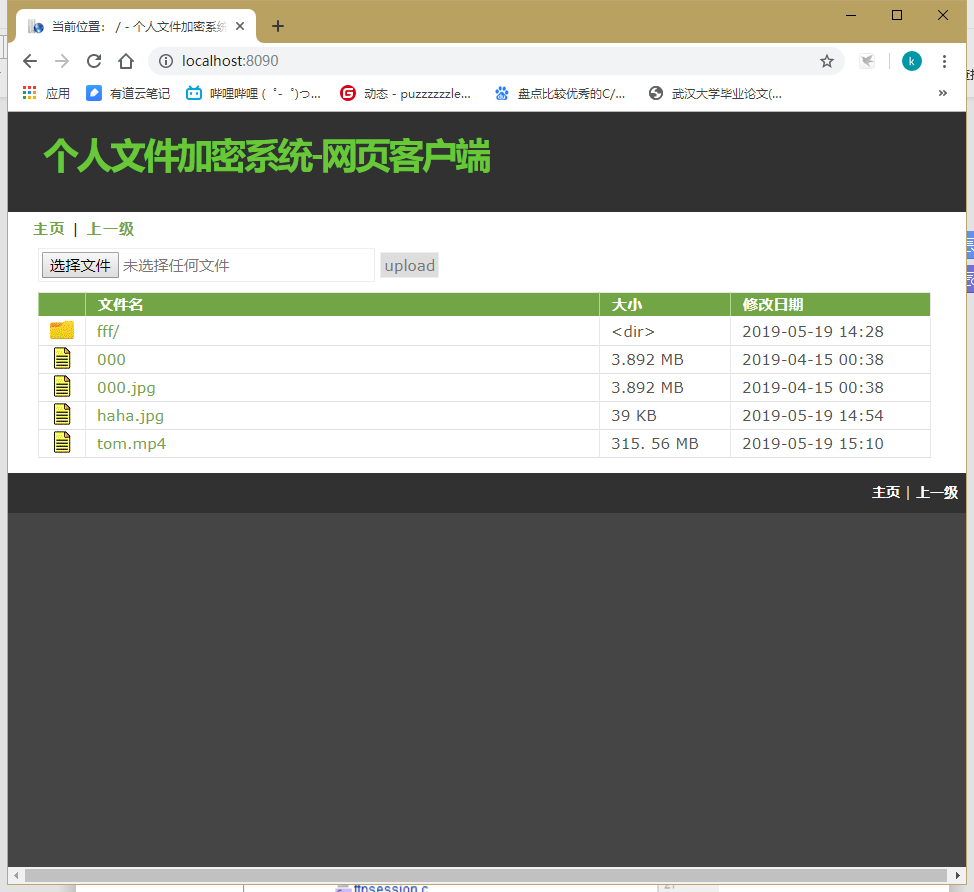 当前位置： / - 个人文件加密系统
localhost:8090
k
应用 有道云笔记 哔哩哔哩 ( ゜- ゜)つ... 动态 - puzzzzzzle... 盘点比较优秀的C/... 武汉大学毕业论文(... »
个人文件加密系统-网页客户端
主页 | 上一级
选择文件 未选择任何文件 upload
文件名 大小 修改日期
fff/ <dir> 2019-05-19 14:28
000 3.892 MB 2019-04-15 00:38
000.jpg 3.892 MB 2019-04-15 00:38
haha.jpg 39 KB 2019-05-19 14:54
tom.mp4 315. 56 MB 2019-05-19 15:10
主页 | 上一级
ftpsession.c